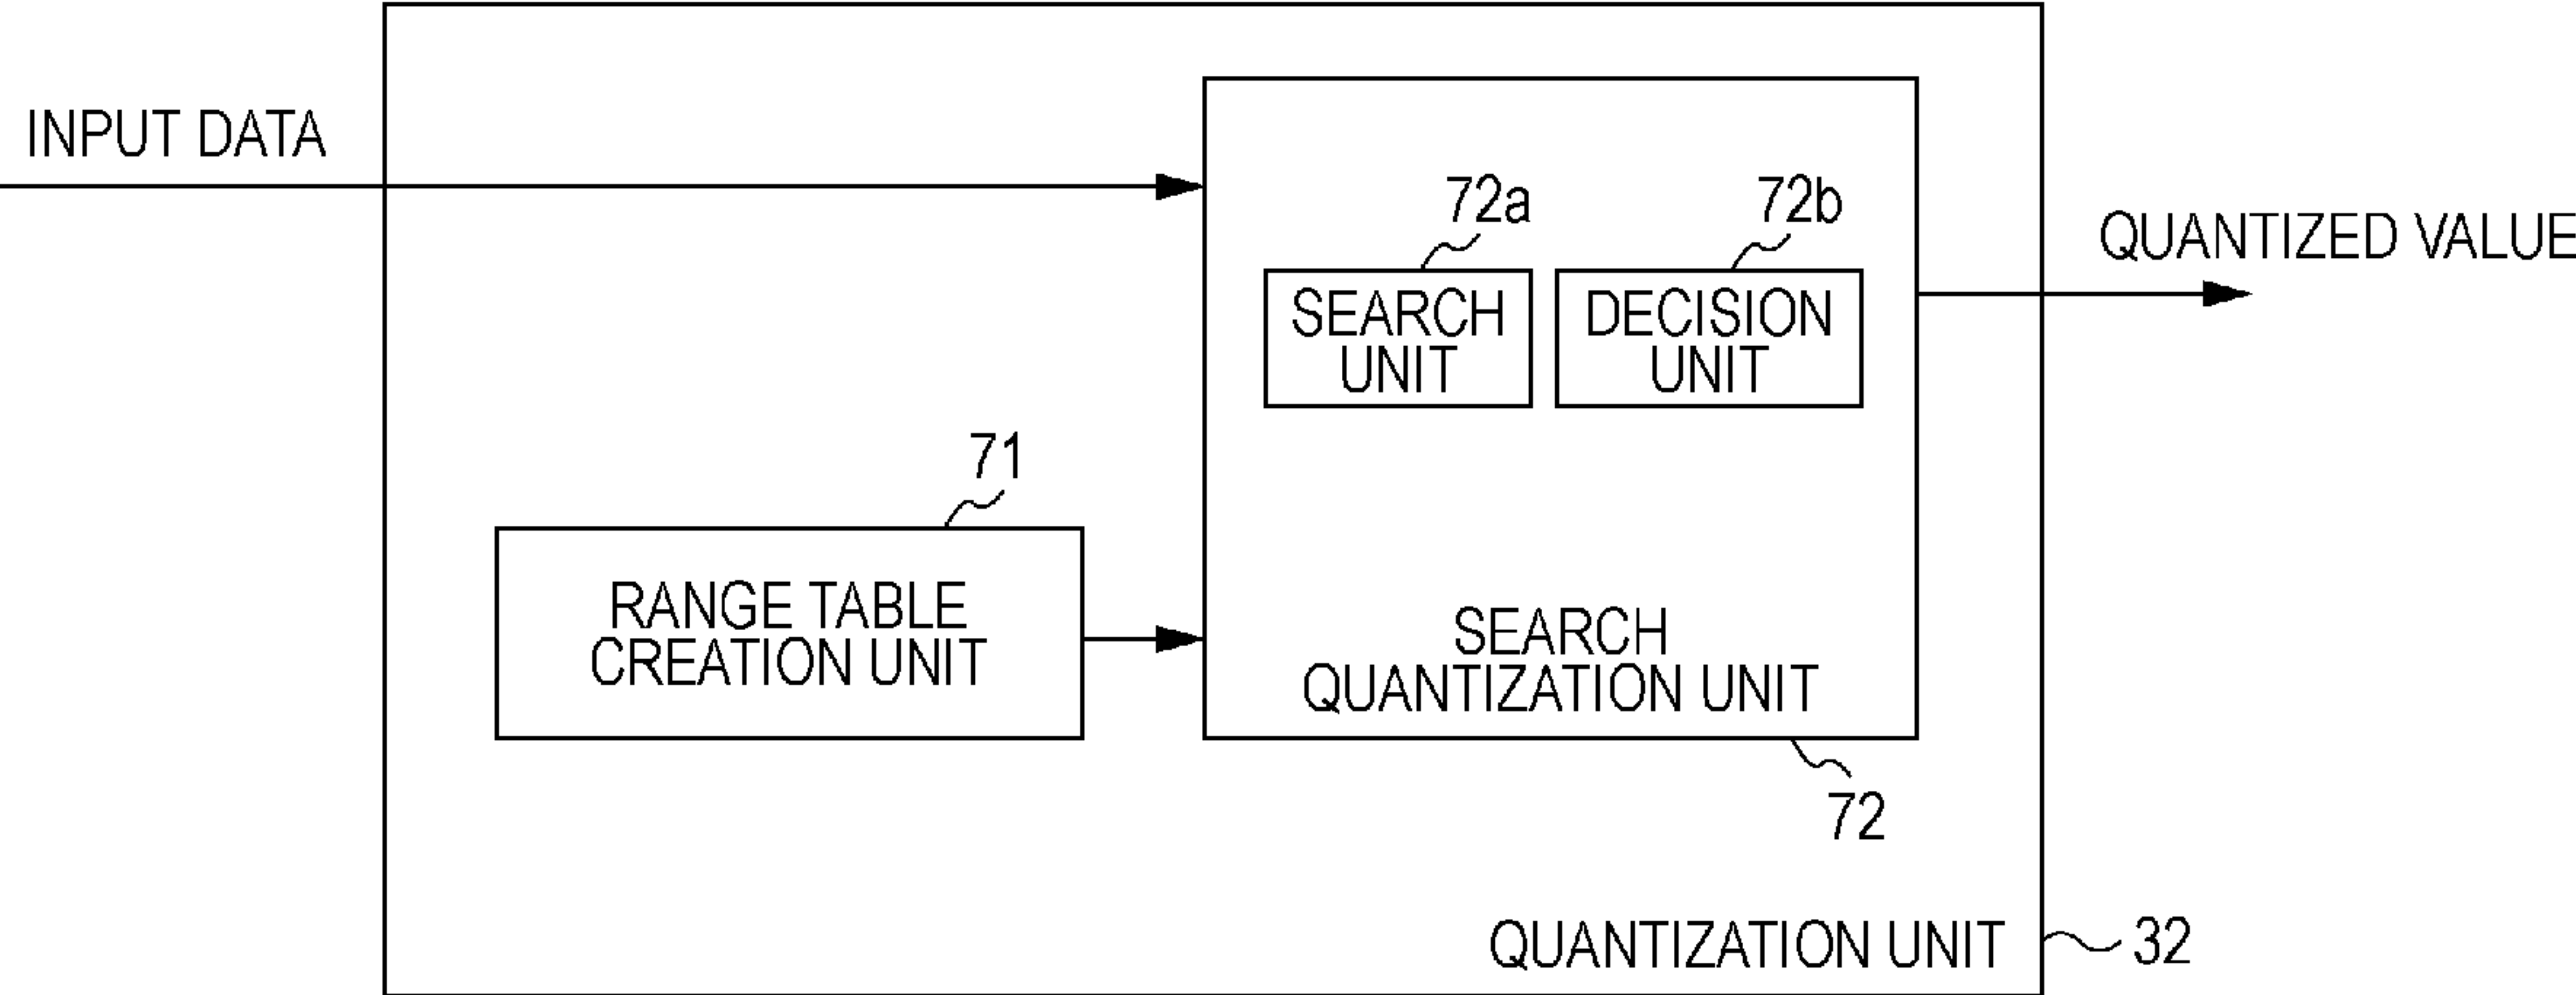 INPUT DATA
72a
72b
QUANTIZED VALUE
SEARCH
UNIT
DECISION
UNIT
71
RANGE TABLE
CREATION UNIT
SEARCH
QUANTIZATION UNIT
72
QUANTIZATION UNIT
32